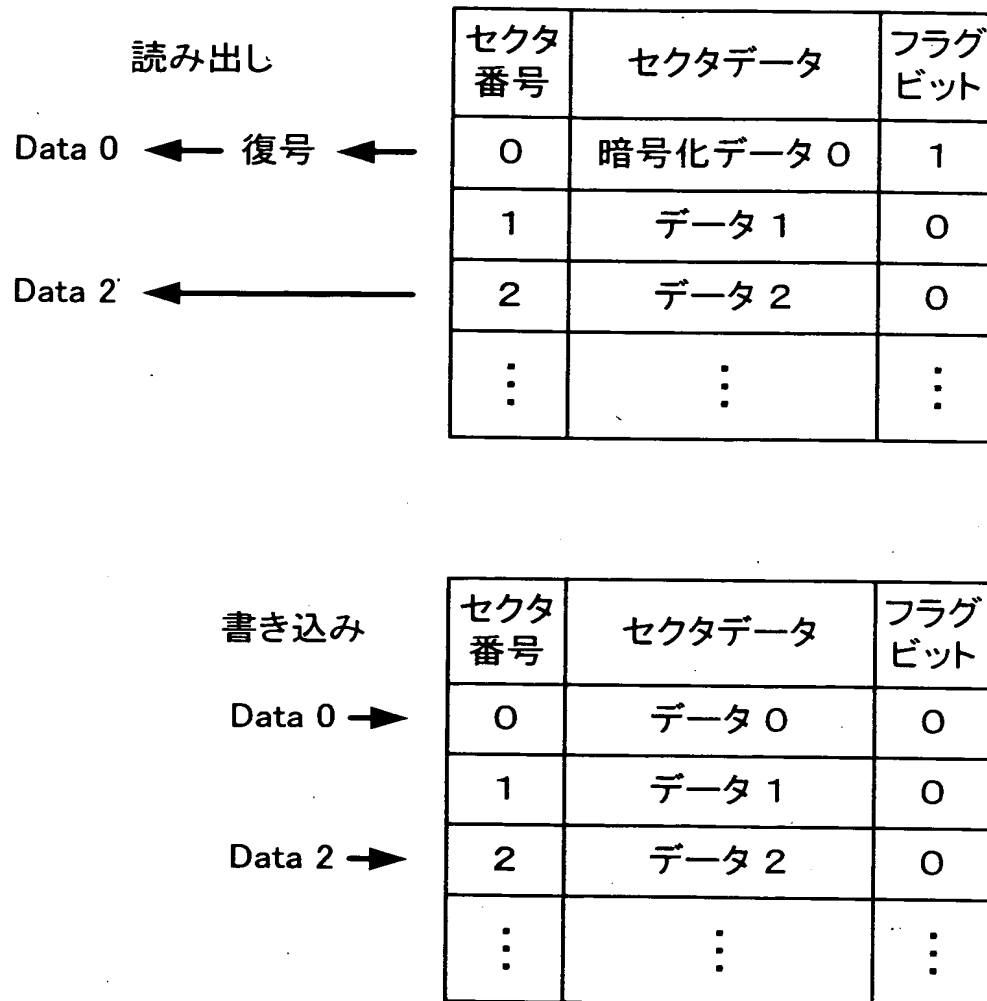 読み出し
セクタ番号 セクタデータ フラグビット
Data 0 復号 0 暗号化データ 0 1
1 データ 1 0
Data 2 2 データ 2 0
⋮ ⋮ ⋮
書き込み
セクタ番号 セクタデータ フラグビット
Data 0 0 データ 0 0
1 データ 1 0
Data 2 2 データ 2 0
⋮ ⋮ ⋮